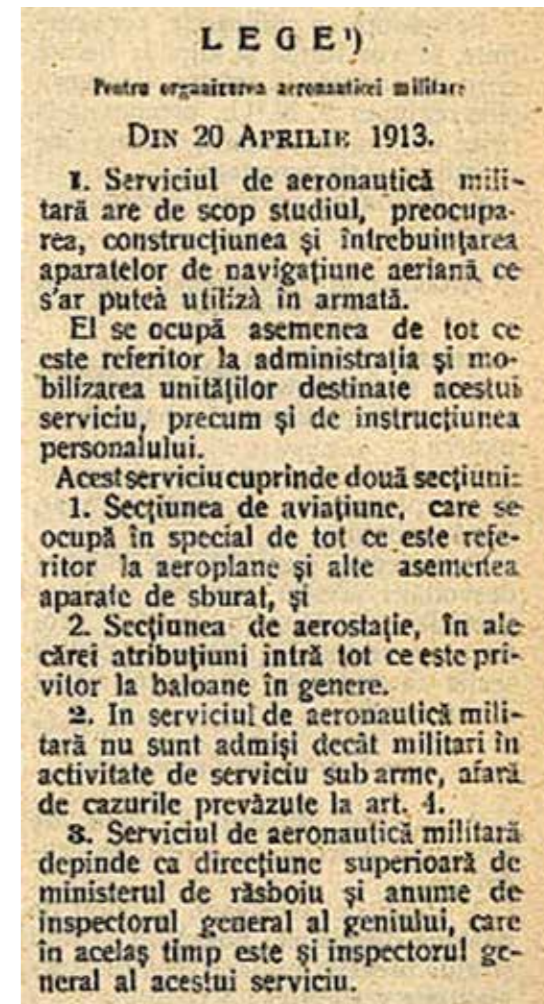 LEGE¹)
Pentru organizarea aeronauticei militare
DIN 20 APRILIE 1913.
1. Serviciul de aeronautică mili-
tară are de scop studiul, preocupa-
rea, construcţiunea şi întrebuinţarea
aparatelor de navigaţiune aeriană ce
s'ar puteà utilizà în armată.
El se ocupă asemenea de tot ce
este referitor la administraţia şi mo-
bilizarea unităţilor destinate acestui
serviciu, precum şi de instrucţiunea
personalului.
Acest serviciu cuprinde două secţiuni:
1. Secţiunea de aviaţiune, care se
ocupă în special de tot ce este refe-
ritor la aeroplane şi alte asemenea
aparate de sburat, şi
2. Secţiunea de aerostaţie, în ale
cărei atribuţiuni intră tot ce este pri-
vitor la baloane în genere.
2. In serviciul de aeronautică mili-
tară nu sunt admişi decât militari în
activitate de serviciu sub arme, afară
de cazurile prevăzute la art. 4.
3. Serviciul de aeronautică militară
depinde ca direcţiune superioară de
ministerul de răsboiu şi anume de
inspectorul general al geniului, care
în acelaş timp este şi inspectorul ge-
neral al acestui serviciu.